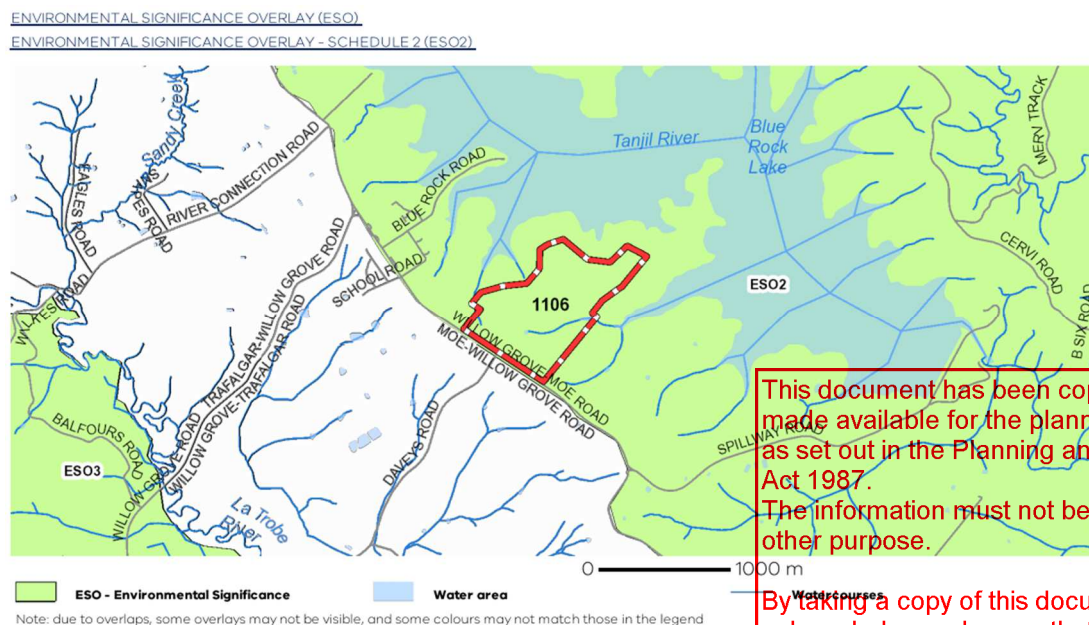 ENVIRONMENTAL SIGNIFICANCE OVERLAY (ESO)
ENVIRONMENTAL SIGNIFICANCE OVERLAY - SCHEDULE 2 (ESO2)
Sandy Creek
EAGLES ROAD
RIVER CONNECTION ROAD
ROAD
BLUE ROCK ROAD
Tanjil River
Blue
Rock
Lake
MERN TRACK
CERVI ROAD
B SIX ROAD
SCHOOL ROAD
TRAFALGAR-WILLOW GROVE ROAD
WILLOW GROVE-TRAFALGAR ROAD
1106
ESO2
WILLOW GROVE-MOE ROAD
MOE-WILLOW GROVE ROAD
BALFOURS ROAD
ESO3
WILLOW GROVE ROAD
DAVEYS ROAD
La Trobe
River
SPILLWAY ROAD
This document has been cop
made available for the plann
as set out in the Planning an
Act 1987.
The information must not be
other purpose.
By taking a copy of this docu
0 1000 m
ESO - Environmental Significance
Water area
Watercourses
Note: due to overlaps, some overlays may not be visible, and some colours may not match those in the legend